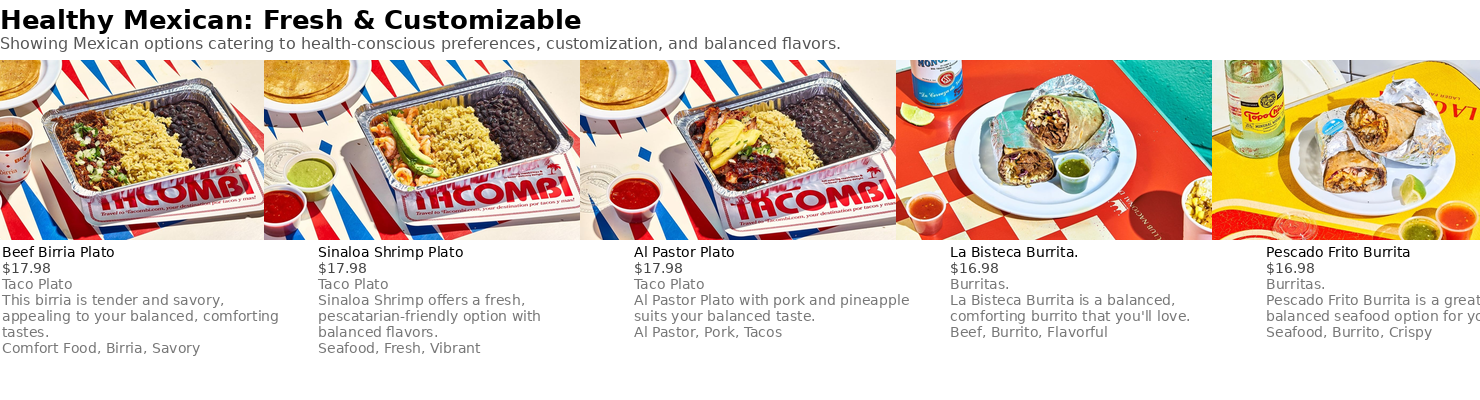 Healthy Mexican: Fresh & Customizable
Showing Mexican options catering to health-conscious preferences, customization, and balanced flavors.
TACOMBI
Travel to Tacombi.com, your destination por tacos y mas!
TACOMBI
Travel to Tacombi.com, your destination por tacos y mas!
TACOMBI
Travel to Tacombi.com, your destination por tacos y mas!
Topo Chico
Beef Birria Plato
$17.98
Taco Plato
This birria is tender and savory,
appealing to your balanced, comforting
tastes.
Comfort Food, Birria, Savory
Sinaloa Shrimp Plato
$17.98
Taco Plato
Sinaloa Shrimp offers a fresh,
pescatarian-friendly option with
balanced flavors.
Seafood, Fresh, Vibrant
Al Pastor Plato
$17.98
Taco Plato
Al Pastor Plato with pork and pineapple
suits your balanced taste.
Al Pastor, Pork, Tacos
La Bisteca Burrita.
$16.98
Burritas.
La Bisteca Burrita is a balanced,
comforting burrito that you'll love.
Beef, Burrito, Flavorful
Pescado Frito Burrita
$16.98
Burritas.
Pescado Frito Burrita is a great
balanced seafood option for
Seafood, Burrito, Crispy